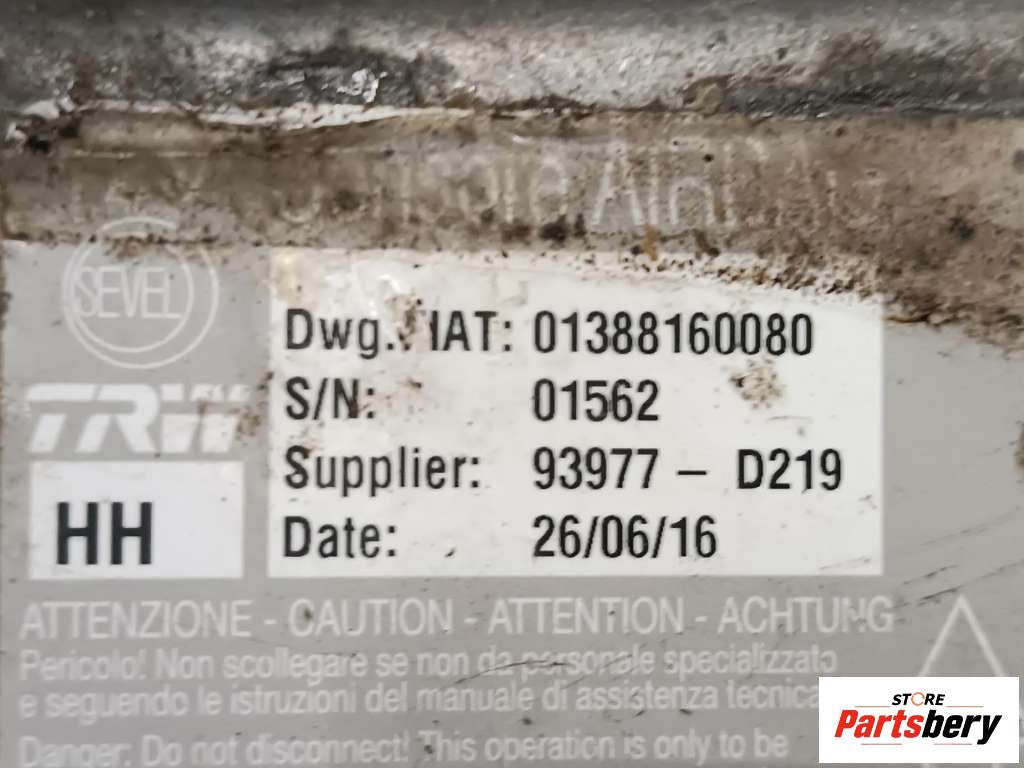 AIRBAG
SEVEL
Dwg. IAT: 01388160080
TRW
S/N: 01562
Supplier: 93977 - D219
HH
Date: 26/06/16
ATTENZIONE - CAUTION - ATTENTION - ACHTUNG
Pericolo! Non scollegare se non da personale specializzato
e seguendo le istruzioni del manuale di assistenza tecnica
Danger: Do not disconnect! This operation is only to be
STORE
Partsbery